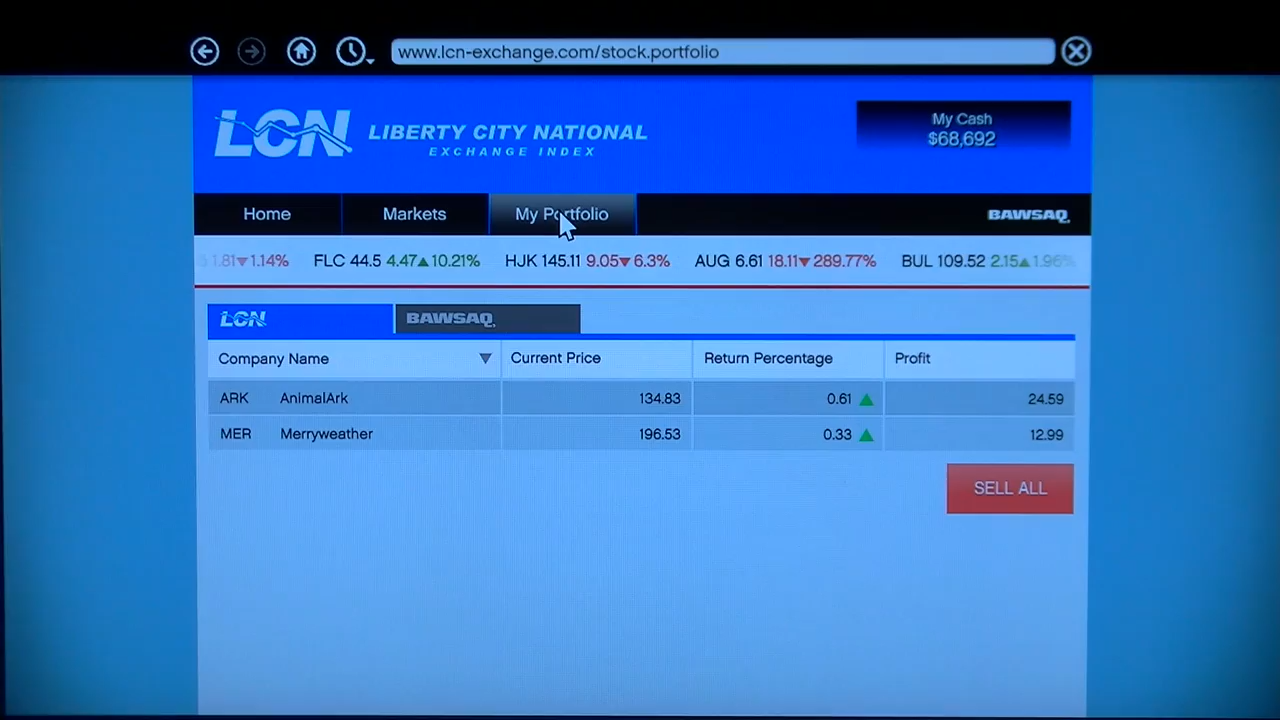 www.lcn-exchange.com/stock.portfolio
LCN LIBERTY CITY NATIONAL
EXCHANGE INDEX
My Cash
$68,692
Home Markets My Portfolio BAWSAQ
1.81▼1.14% FLC 44.5 4.47▲10.21% HJK 145.11 9.05▼6.3% AUG 6.61 18.11▼289.77% BUL 109.52 2.15▲1.96%
LCN BAWSAQ
Company Name ▼ Current Price Return Percentage Profit
ARK AnimalArk 134.83 0.61 ▲ 24.59
MER Merryweather 196.53 0.33 ▲ 12.99
SELL ALL